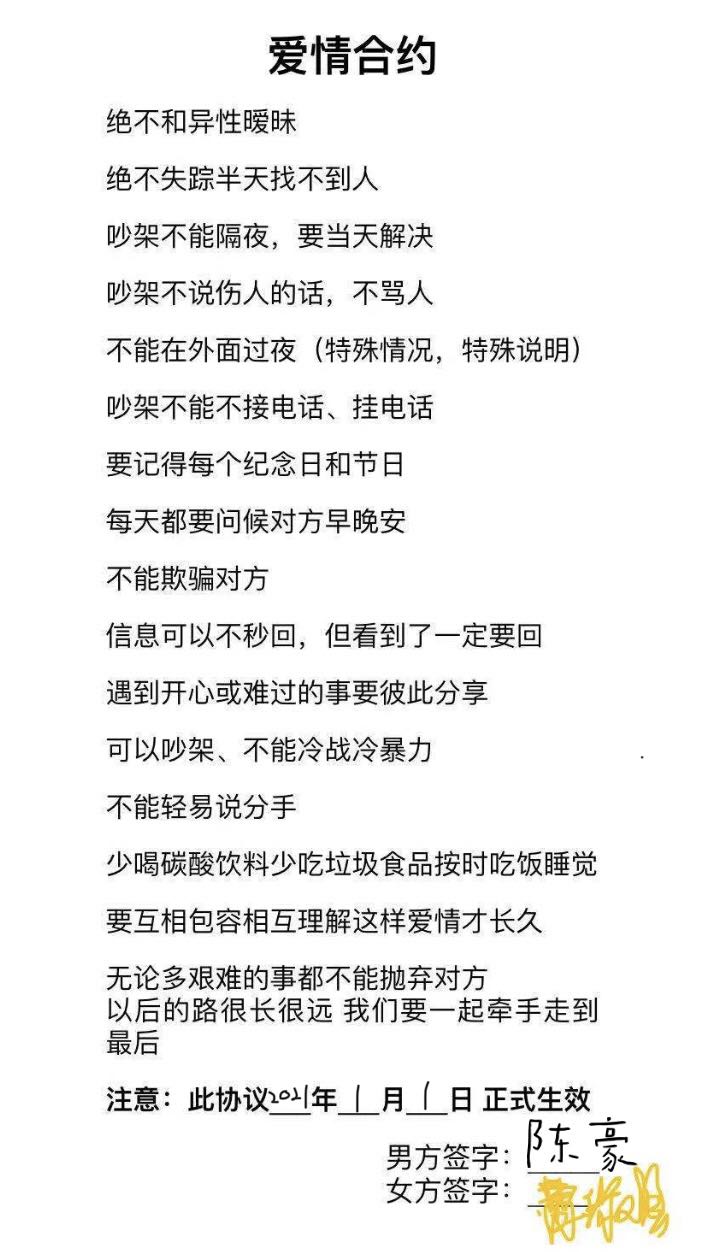 爱情合约
绝不和异性暧昧
绝不失踪半天找不到人
吵架不能隔夜，要当天解决
吵架不说伤人的话，不骂人
不能在外面过夜（特殊情况，特殊说明）
吵架不能不接电话、挂电话
要记得每个纪念日和节日
每天都要问候对方早晚安
不能欺骗对方
信息可以不秒回，但看到了一定要回
遇到开心或难过的事要彼此分享
可以吵架、不能冷战冷暴力
不能轻易说分手
少喝碳酸饮料少吃垃圾食品按时吃饭睡觉
要互相包容相互理解这样爱情才长久
无论多艰难的事都不能抛弃对方
以后的路很长很远 我们要一起牵手走到
最后
注意：此协议2021年1月1日 正式生效
男方签字：陈豪
女方签字：